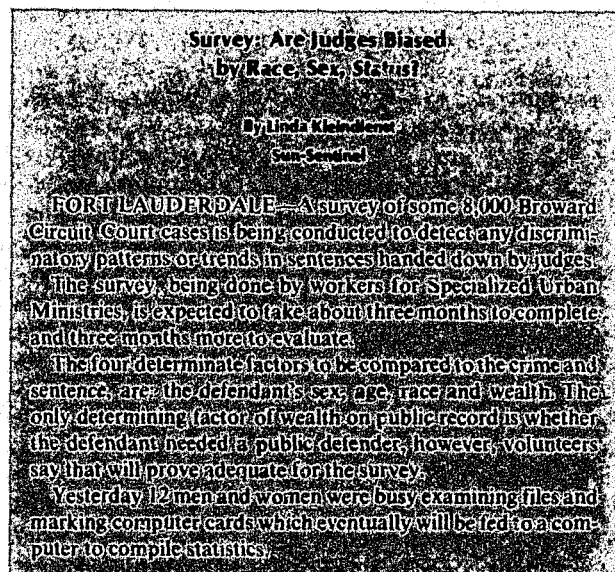 Survey: Are Judges Biased
by Race, Sex, Status?
By Linda Kleindienst
Sun-Sentinel
FORT LAUDERDALE—A survey of some 8,000 Broward
Circuit Court cases is being conducted to detect any discrimi-
natory patterns or trends in sentences handed down by judges.
The survey, being done by workers for Specialized Urban
Ministries, is expected to take about three months to complete
and three months more to evaluate.
The four determinate factors to be compared to the crime and
sentence, are: the defendant's sex, age, race and wealth. The
only determining factor of wealth on public record is whether
the defendant needed a public defender, however, volunteers
say that will prove adequate for the survey.
Yesterday 12 men and women were busy examining files and
marking computer cards which eventually will be fed to a com-
puter to compile statistics.